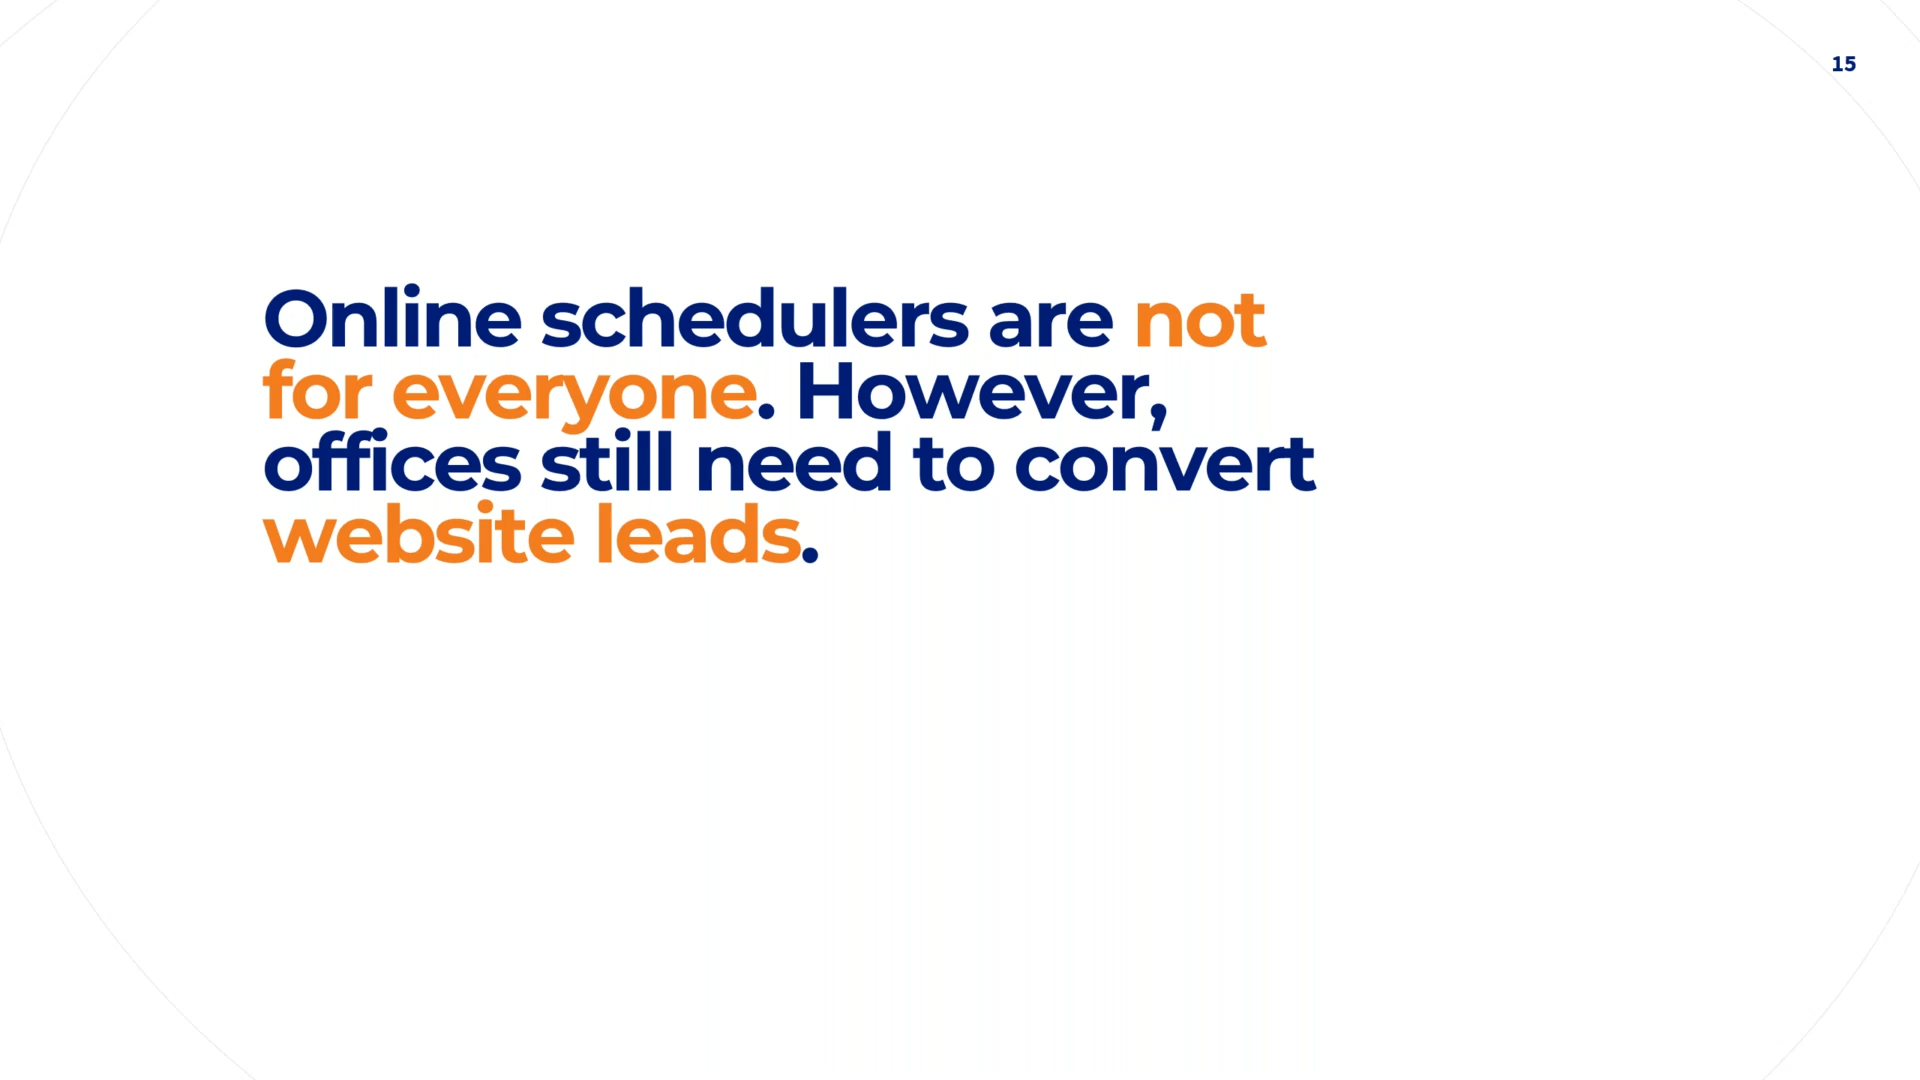 15
Online schedulers are not
for everyone. However,
offices still need to convert
website leads.